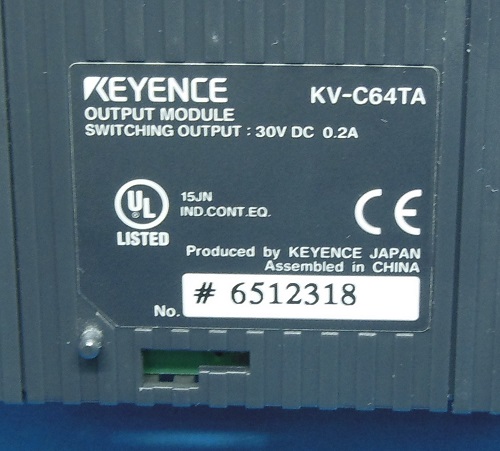 KEYENCE KV-C64TA
OUTPUT MODULE
SWITCHING OUTPUT : 30V DC 0.2A
UL
LISTED
15JN
IND.CONT.EQ.
CE
Produced by KEYENCE JAPAN
Assembled in CHINA
No. # 6512318